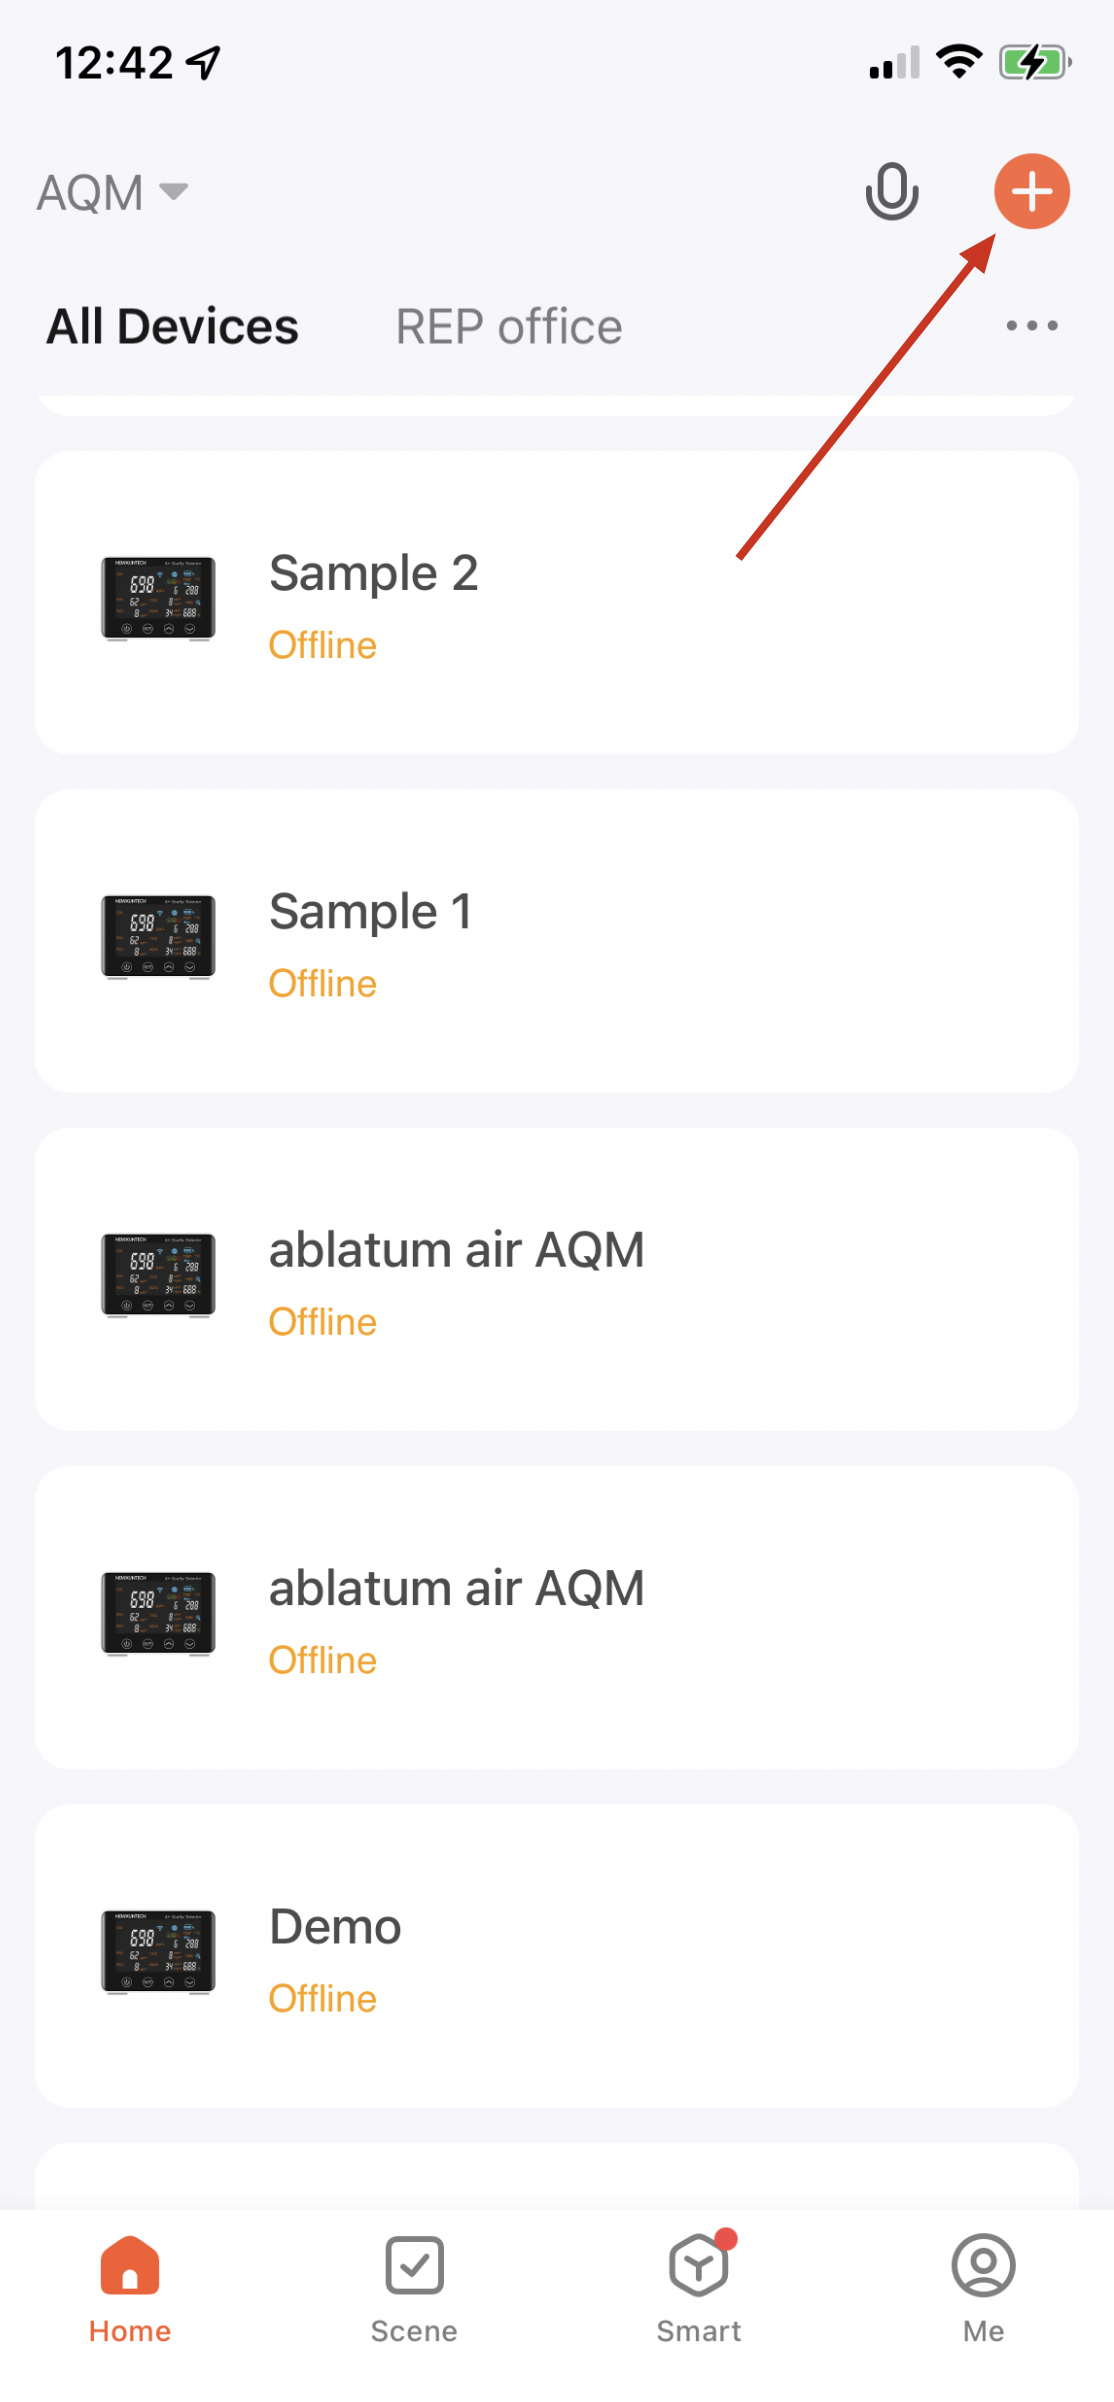 12:42
AQM
All Devices REP office
Sample 2
Offline
Sample 1
Offline
ablatum air AQM
Offline
ablatum air AQM
Offline
Demo
Offline
Home Scene Smart Me